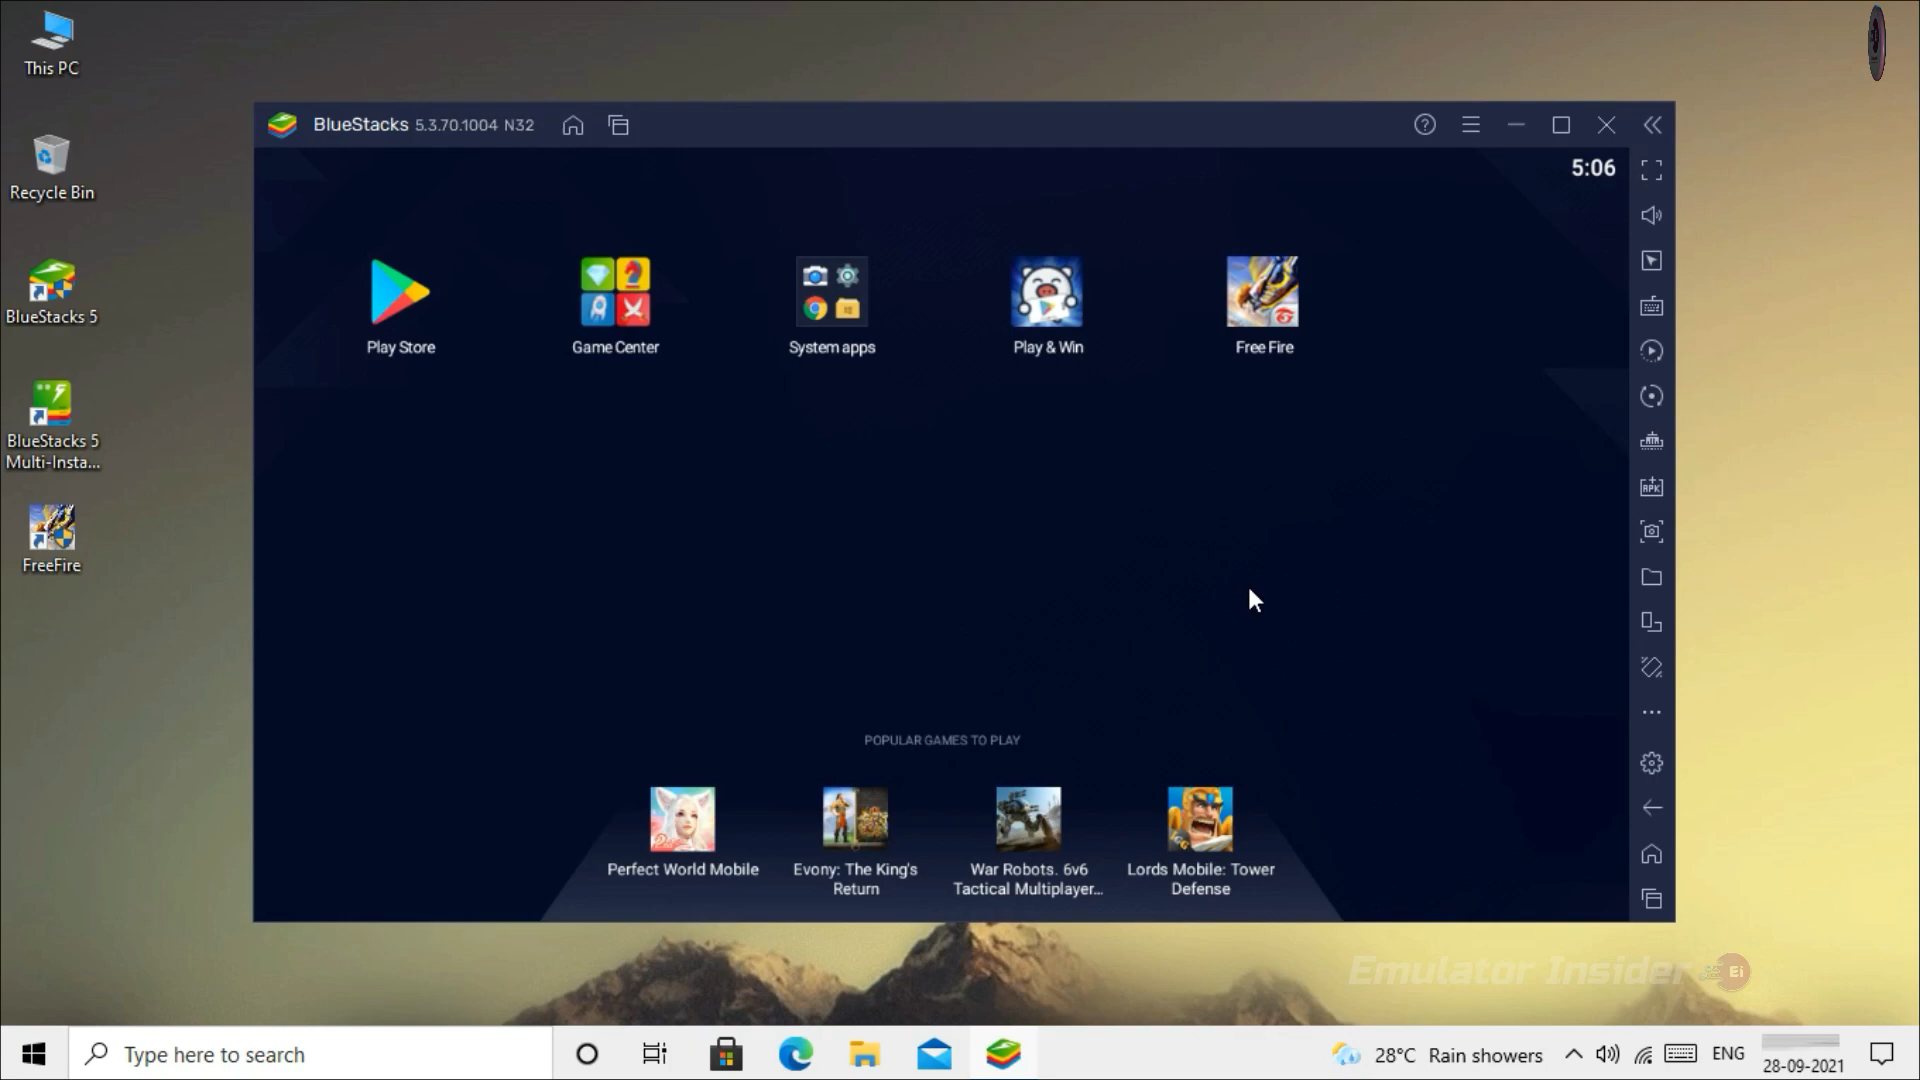 This PC
Recycle Bin
BlueStacks 5
BlueStacks 5
Multi-Insta...
FreeFire
BlueStacks 5.3.70.1004 N32
5:06
Play Store
Game Center
System apps
Play & Win
Free Fire
APK
POPULAR GAMES TO PLAY
Perfect World Mobile
Evony: The King's
Return
War Robots. 6v6
Tactical Multiplayer...
Lords Mobile: Tower
Defense
Emulator Insider
Ei
Type here to search
28°C Rain showers
ENG
28-09-2021